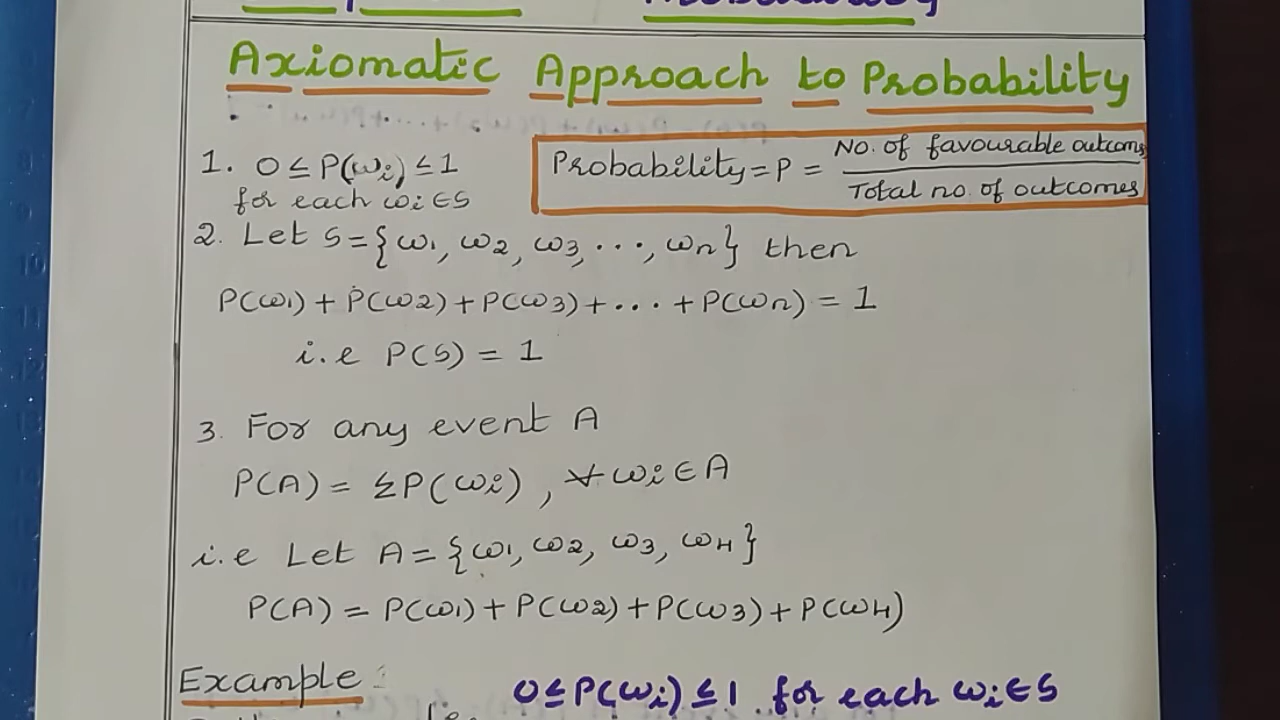 Axiomatic Approach to Probability
1. 0 ≤ P(ωi) ≤ 1
for each ωi ∈ S
Probability = P = No. of favourable outcoms
Total no. of outcomes
2. Let S = {ω1, ω2, ω3, ..., ωn} then
P(ω1) + P(ω2) + P(ω3) + ... + P(ωn) = 1
i.e P(S) = 1
3. For any event A
P(A) = ΣP(ωi), ∀ ωi ∈ A
i.e Let A = {ω1, ω2, ω3, ω4}
P(A) = P(ω1) + P(ω2) + P(ω3) + P(ω4)
Example:
0 ≤ P(ωi) ≤ 1 for each ωi ∈ S